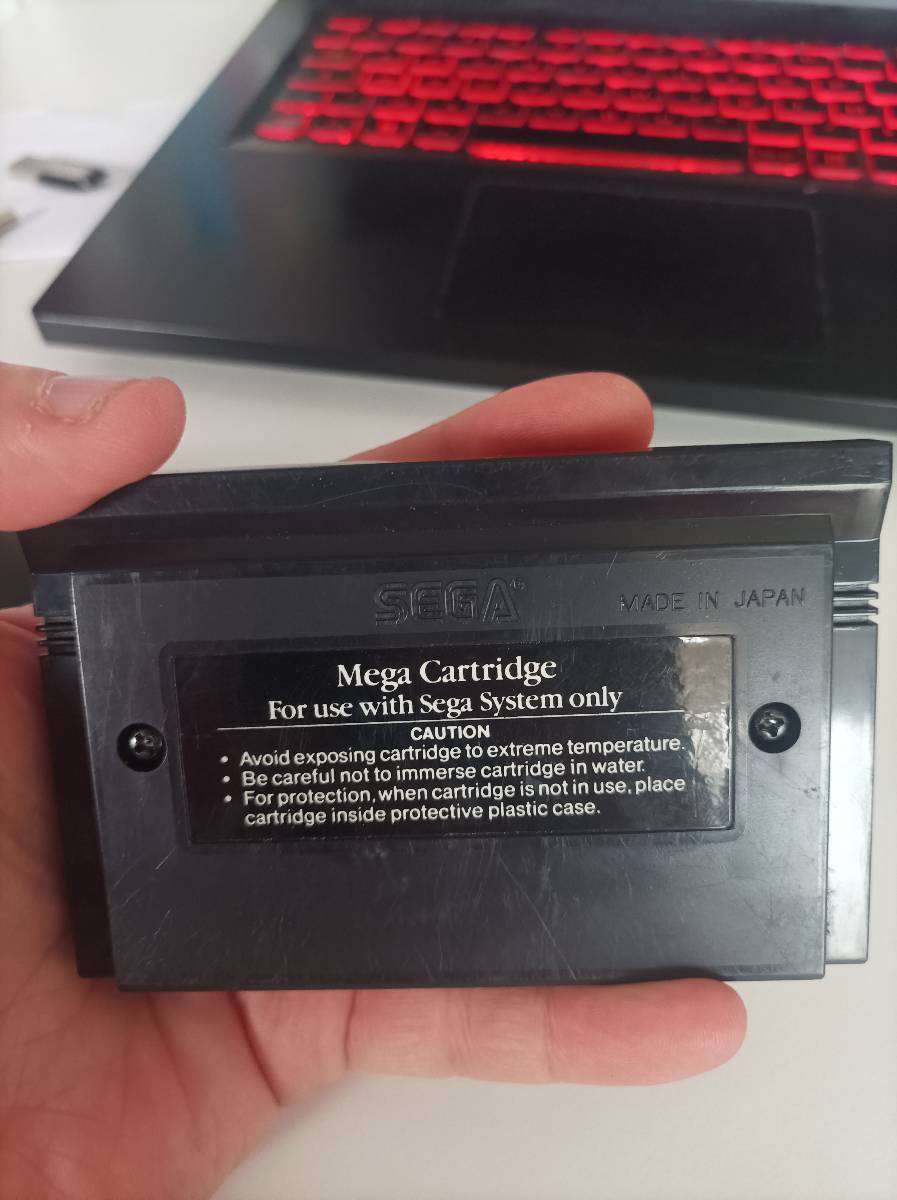 SEGA®
MADE IN JAPAN
Mega Cartridge
For use with Sega System only
CAUTION
• Avoid exposing cartridge to extreme temperature.
• Be careful not to immerse cartridge in water.
• For protection, when cartridge is not in use, place
cartridge inside protective plastic case.